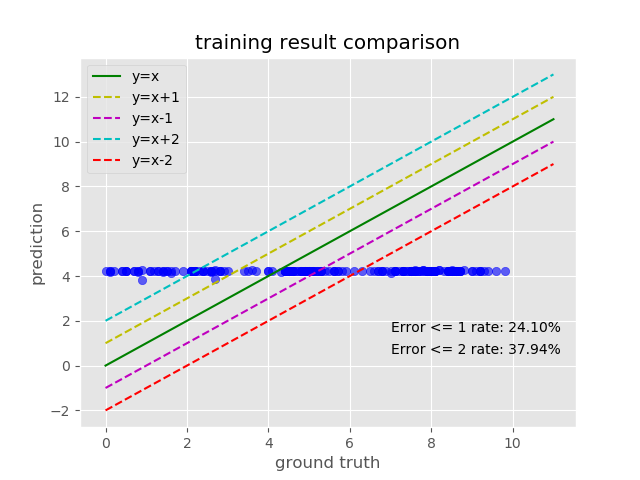 training result comparison
y=x
y=x+1
y=x-1
y=x+2
y=x-2
12
10
8
6
4
2
0
−2
prediction
Error <= 1 rate: 24.10%
Error <= 2 rate: 37.94%
0 2 4 6 8 10
ground truth